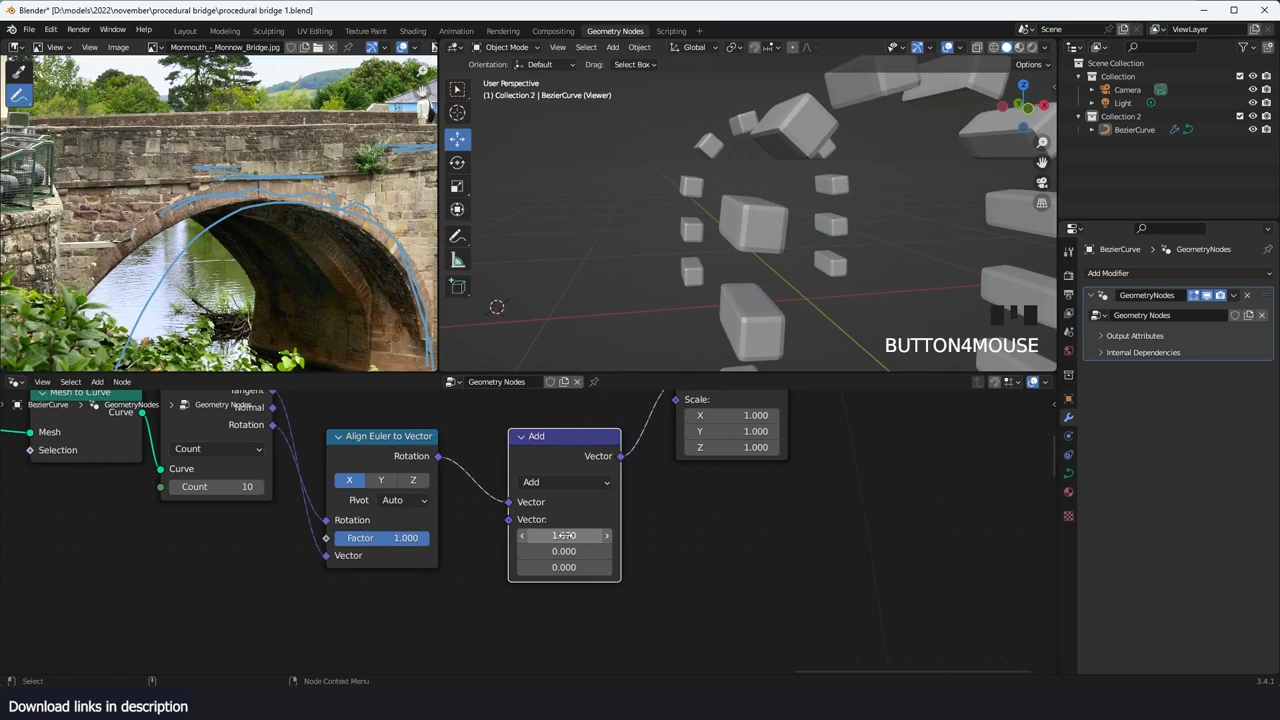 Blender* [D:\models\2022\november\procedural bridge\procedural bridge 1.blend]
File Edit Render Window Help
Layout Modeling Sculpting UV Editing Texture Paint Shading Animation Rendering Compositing Geometry Nodes Scripting
Scene
ViewLayer
View Image Monmouth_-_Monnow_Bridge.jpg
Object Mode View Select Add Object Global
Orientation: Default Drag: Select Box Options
User Perspective
(1) Collection 2 | BezierCurve (Viewer)
BUTTON4MOUSE
Scene Collection
Collection
Camera
Light
Collection 2
BezierCurve
BezierCurve GeometryNodes
Add Modifier
GeometryNodes
Geometry Nodes
Output Attributes
Internal Dependencies
View Select Add Node Geometry Nodes
BezierCurve GeometryNodes Geometry Nodes
Mesh to Curve
Curve
Mesh
Selection
Tangent
Normal
Rotation
Count
Curve
Count 10
Align Euler to Vector
Rotation
X Y Z
Pivot Auto
Rotation
Factor 1.000
Vector
Add
Vector
Add
Vector
Vector:
0.000
0.000
Scale:
X 1.000
Y 1.000
Z 1.000
Select
Node Context Menu
3.4.1
Download links in description